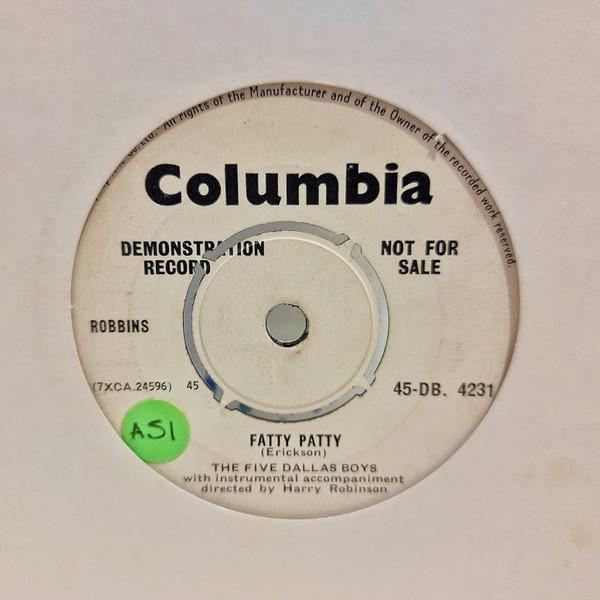 Co.Ltd. All rights of the Manufacturer and of the Owner of the recorded work reserved.
Columbia
DEMONSTRATION RECORD
NOT FOR SALE
ROBBINS
(7XCA.24596) 45
45-DB. 4231
A51
FATTY PATTY
(Erickson)
THE FIVE DALLAS BOYS
with instrumental accompaniment
directed by Harry Robinson